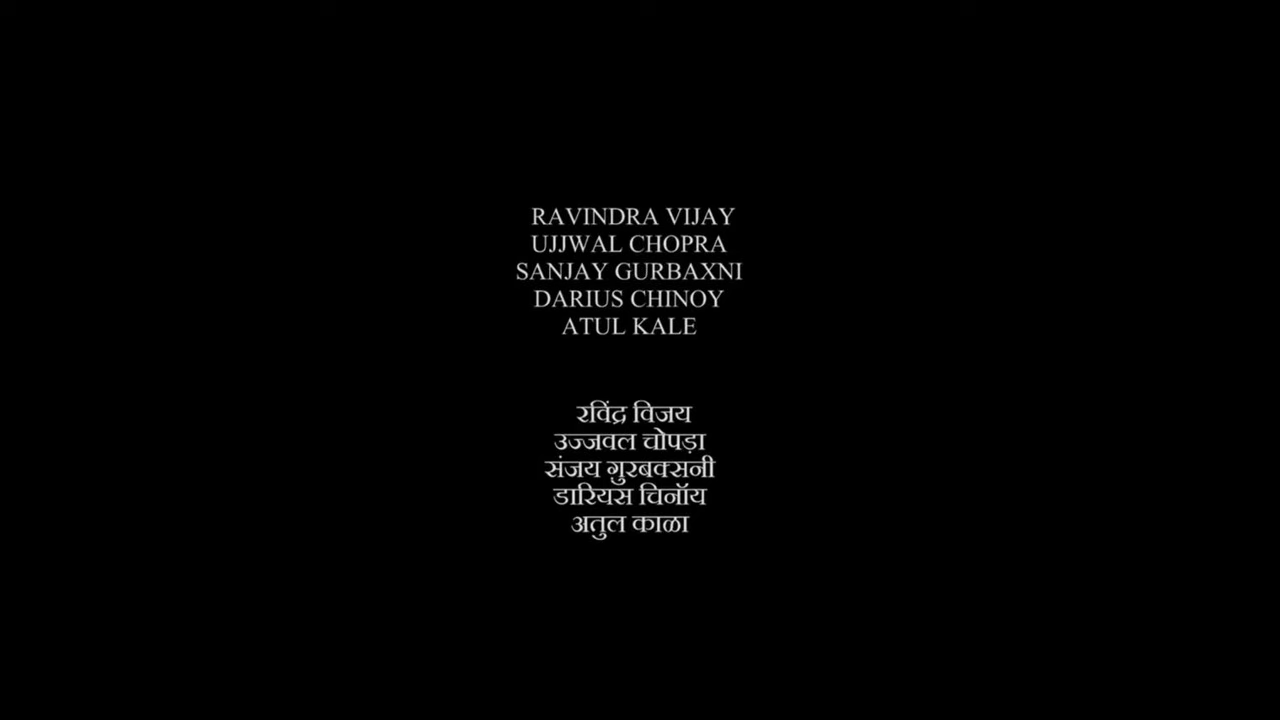 RAVINDRA VIJAY
UJJWAL CHOPRA
SANJAY GURBAXNI
DARIUS CHINOY
ATUL KALE
रविंद्र विजय
उज्जवल चोपड़ा
संजय गुरबक्सनी
डारियस चिनॉय
अतुल काळा